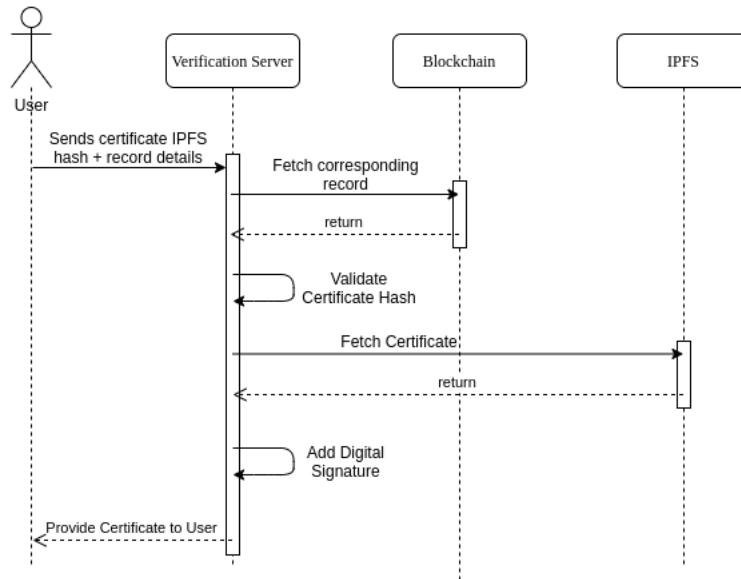 User
Verification Server
Blockchain
IPFS
Sends certificate IPFS
hash + record details
Fetch corresponding
record
return
Validate
Certificate Hash
Fetch Certificate
return
Add Digital
Signature
Provide Certificate to User